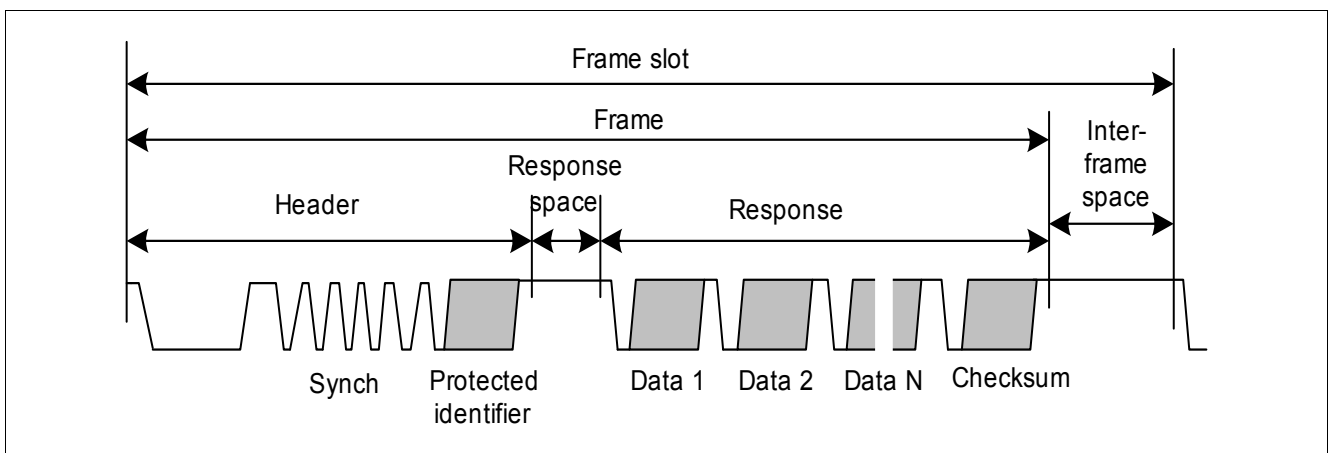 Frame slot
Frame
Inter-
frame
space
Response
space
Header
Response
Synch
Protected
identifier
Data 1
Data 2
Data N
Checksum